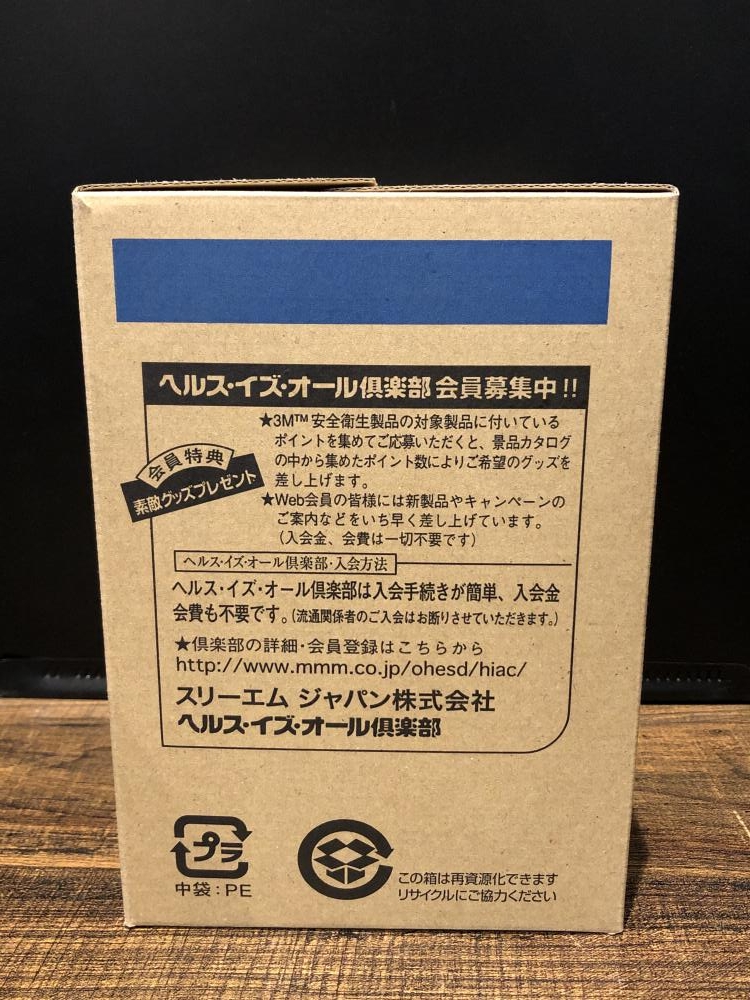 ヘルス・イズ・オール倶楽部 会員募集中!!
会員特典
素敵グッズプレゼント
★3M™安全衛生製品の対象製品に付いている
ポイントを集めてご応募いただくと、景品カタログ
の中から集めたポイント数によりご希望のグッズを
差し上げます。
★Web会員の皆様には新製品やキャンペーンの
ご案内などをいち早く差し上げています。
(入会金、会費は一切不要です)
ヘルス・イズ・オール倶楽部・入会方法
ヘルス・イズ・オール倶楽部は入会手続きが簡単、入会金
会費も不要です。(流通関係者のご入会はお断りさせていただきます。)
★倶楽部の詳細・会員登録はこちらから
http://www.mmm.co.jp/ohesd/hiac/
スリーエム ジャパン株式会社
ヘルス・イズ・オール倶楽部
プラ
中袋:PE
この箱は再資源化できます
リサイクルにご協力ください